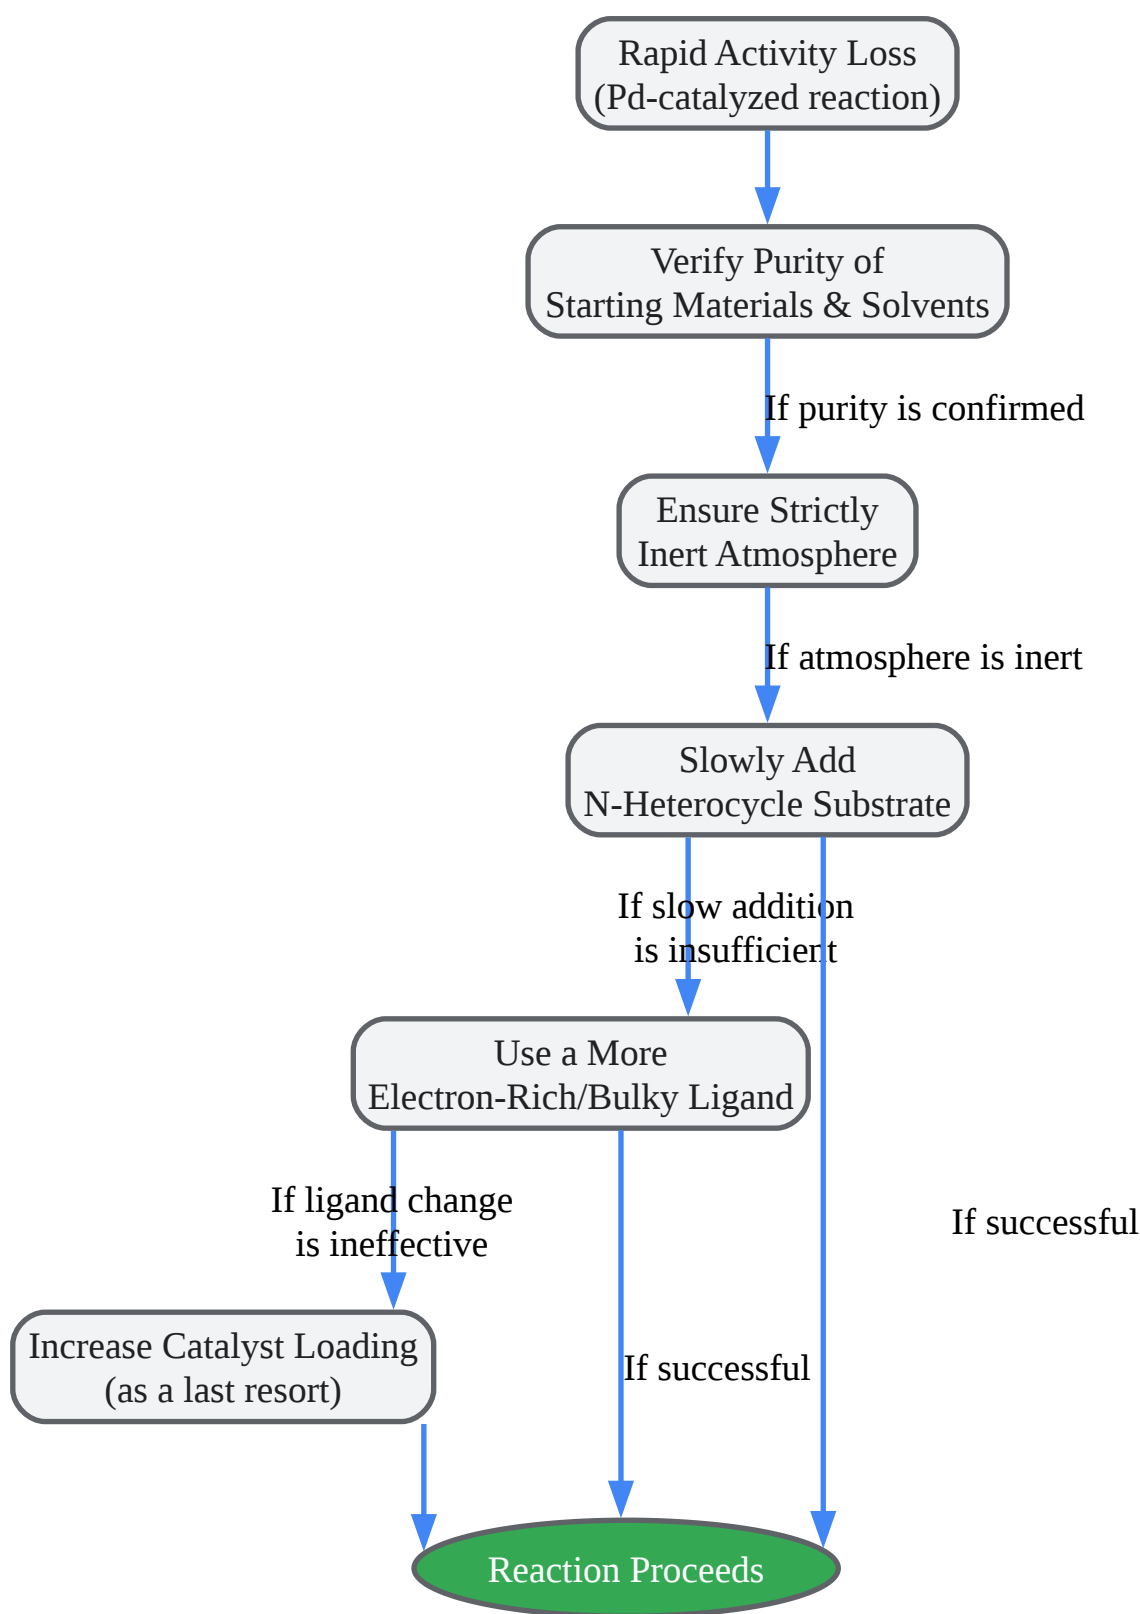 Rapid Activity Loss
(Pd-catalyzed reaction)
Verify Purity of
Starting Materials & Solvents
If purity is confirmed
Ensure Strictly
Inert Atmosphere
If atmosphere is inert
Slowly Add
N-Heterocycle Substrate
If slow addition
is insufficient
Use a More
Electron-Rich/Bulky Ligand
If ligand change
is ineffective
If successful
Increase Catalyst Loading
(as a last resort)
If successful
Reaction Proceeds